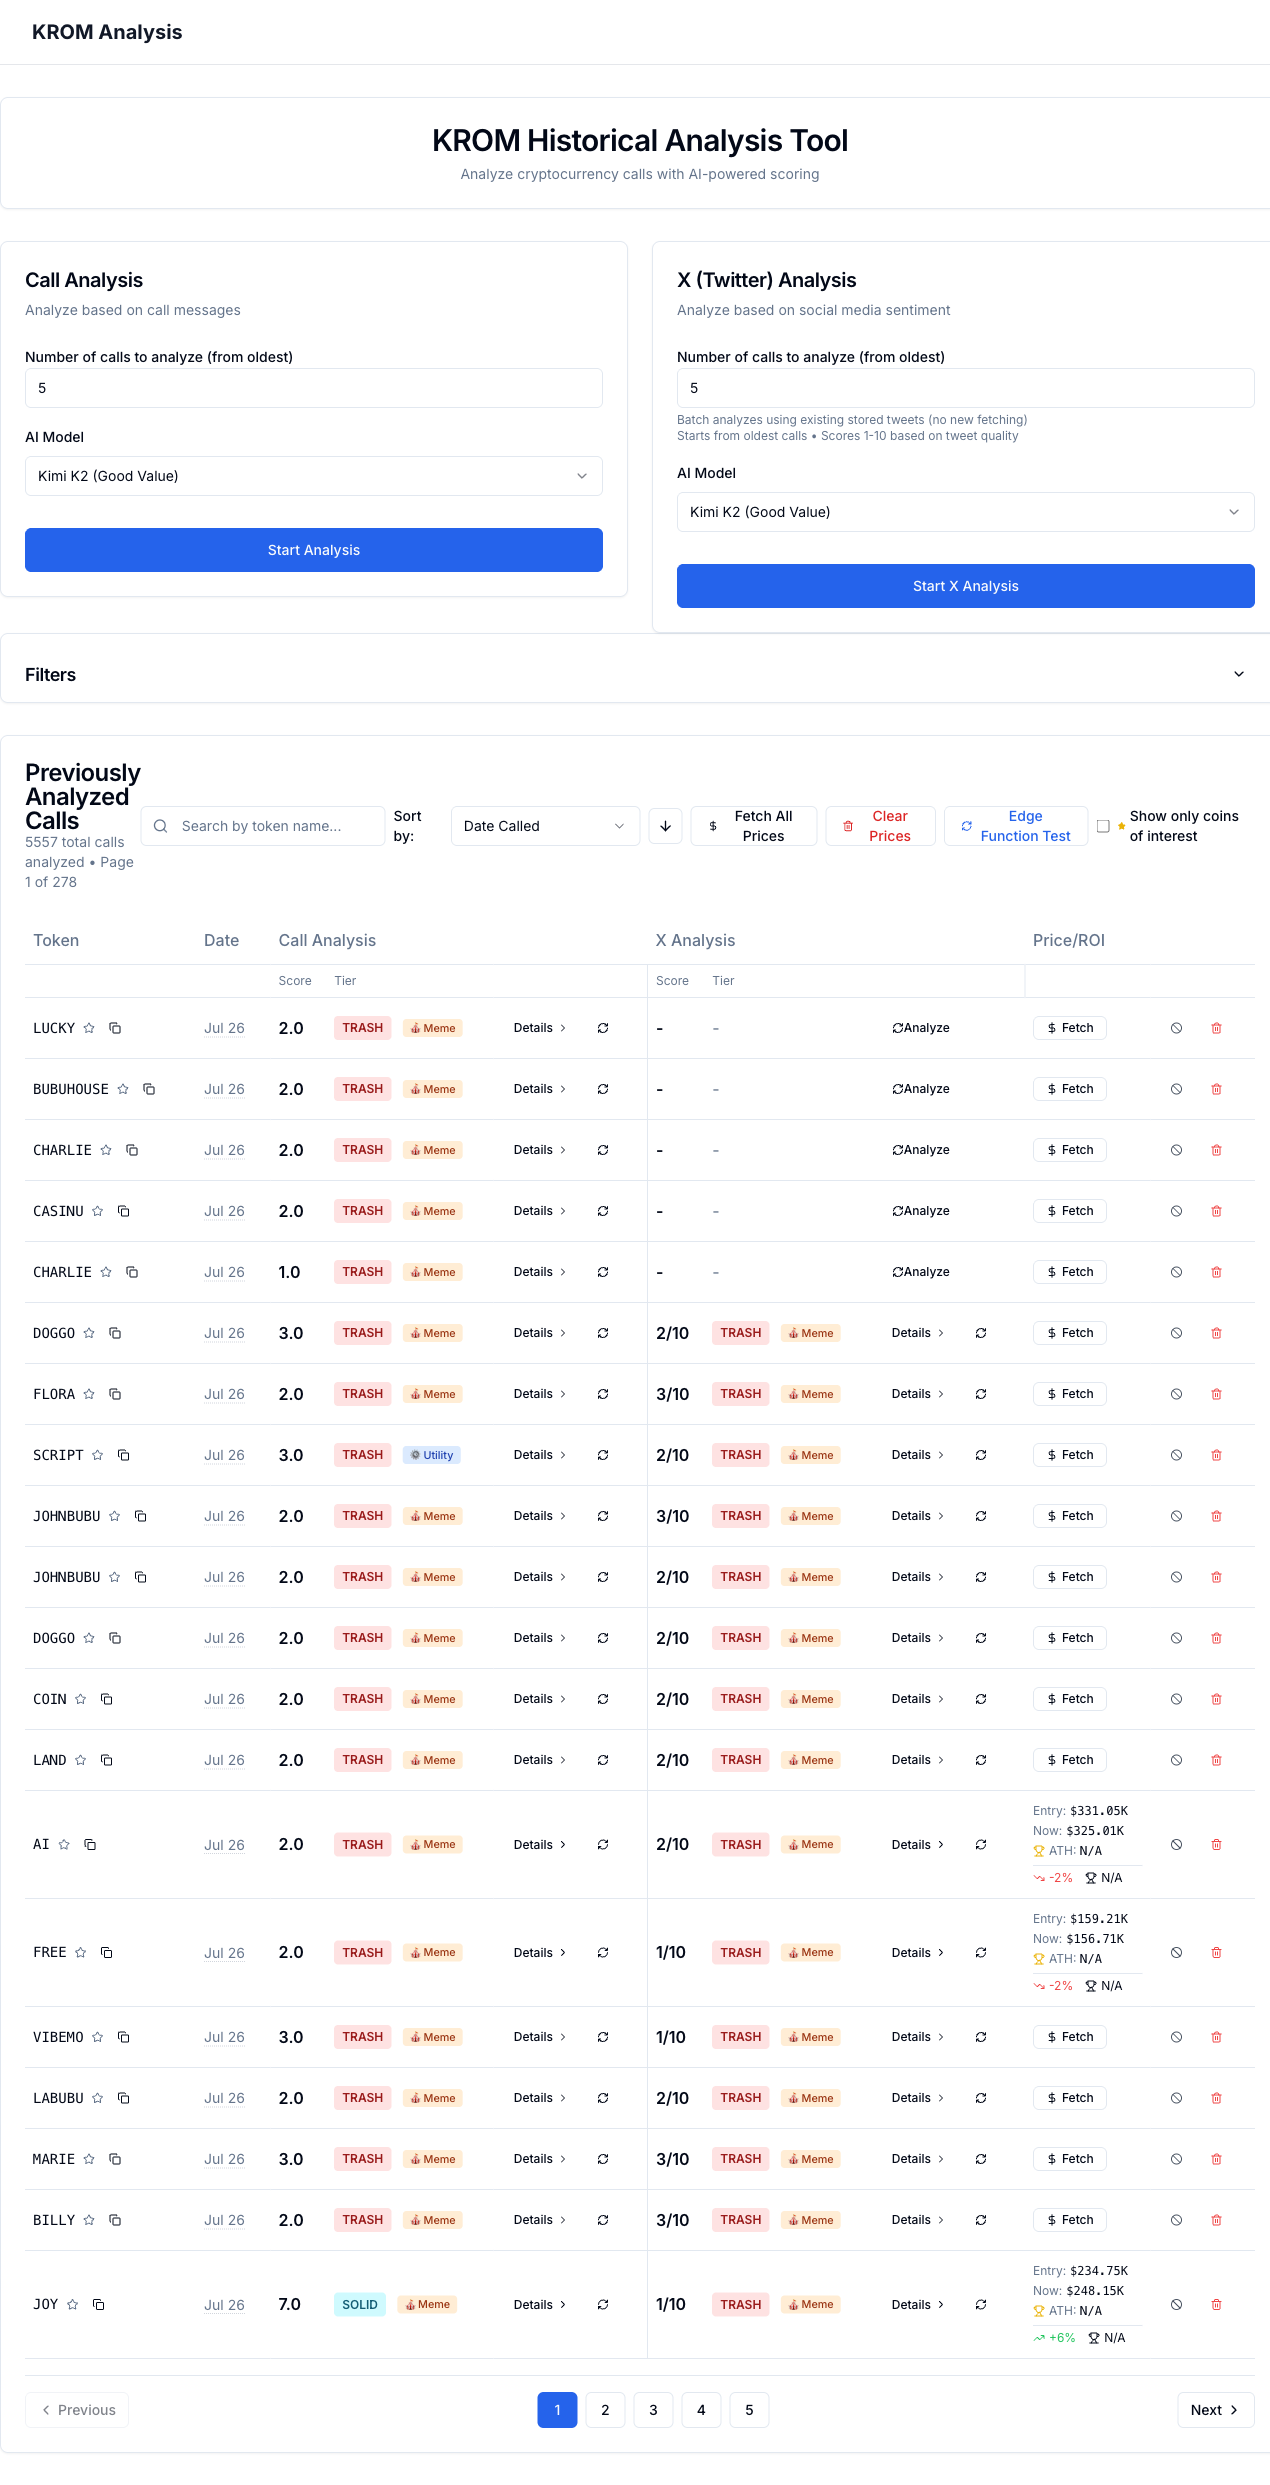 KROM Analysis
KROM Historical Analysis Tool
Analyze cryptocurrency calls with AI-powered scoring
Call Analysis
Analyze based on call messages
Number of calls to analyze (from oldest)
5
AI Model
Kimi K2 (Good Value)
Start Analysis
X (Twitter) Analysis
Analyze based on social media sentiment
Number of calls to analyze (from oldest)
5
Batch analyzes using existing stored tweets (no new fetching)
Starts from oldest calls • Scores 1-10 based on tweet quality
AI Model
Kimi K2 (Good Value)
Start X Analysis
Filters
Previously
Analyzed
Calls
5557 total calls
analyzed • Page
1 of 278
Search by token name...
Sort
by:
Date Called
Fetch All
Prices
Clear
Prices
Edge
Function Test
Show only coins
of interest
Token Date Call Analysis X Analysis Price/ROI
Score Tier Score Tier
LUCKY Jul 26 2.0 TRASH Meme Details - - Analyze $ Fetch
BUBUHOUSE Jul 26 2.0 TRASH Meme Details - - Analyze $ Fetch
CHARLIE Jul 26 2.0 TRASH Meme Details - - Analyze $ Fetch
CASINU Jul 26 2.0 TRASH Meme Details - - Analyze $ Fetch
CHARLIE Jul 26 1.0 TRASH Meme Details - - Analyze $ Fetch
DOGGO Jul 26 3.0 TRASH Meme Details 2/10 TRASH Meme Details $ Fetch
FLORA Jul 26 2.0 TRASH Meme Details 3/10 TRASH Meme Details $ Fetch
SCRIPT Jul 26 3.0 TRASH Utility Details 2/10 TRASH Meme Details $ Fetch
JOHNBUBU Jul 26 2.0 TRASH Meme Details 3/10 TRASH Meme Details $ Fetch
JOHNBUBU Jul 26 2.0 TRASH Meme Details 2/10 TRASH Meme Details $ Fetch
DOGGO Jul 26 2.0 TRASH Meme Details 2/10 TRASH Meme Details $ Fetch
COIN Jul 26 2.0 TRASH Meme Details 2/10 TRASH Meme Details $ Fetch
LAND Jul 26 2.0 TRASH Meme Details 2/10 TRASH Meme Details $ Fetch
AI Jul 26 2.0 TRASH Meme Details 2/10 TRASH Meme Details
Entry: $331.05K
Now: $325.01K
ATH: N/A
-2% N/A
FREE Jul 26 2.0 TRASH Meme Details 1/10 TRASH Meme Details
Entry: $159.21K
Now: $156.71K
ATH: N/A
-2% N/A
VIBEMO Jul 26 3.0 TRASH Meme Details 1/10 TRASH Meme Details $ Fetch
LABUBU Jul 26 2.0 TRASH Meme Details 2/10 TRASH Meme Details $ Fetch
MARIE Jul 26 3.0 TRASH Meme Details 3/10 TRASH Meme Details $ Fetch
BILLY Jul 26 2.0 TRASH Meme Details 3/10 TRASH Meme Details $ Fetch
JOY Jul 26 7.0 SOLID Meme Details 1/10 TRASH Meme Details
Entry: $234.75K
Now: $248.15K
ATH: N/A
+6% N/A
Previous 1 2 3 4 5 Next